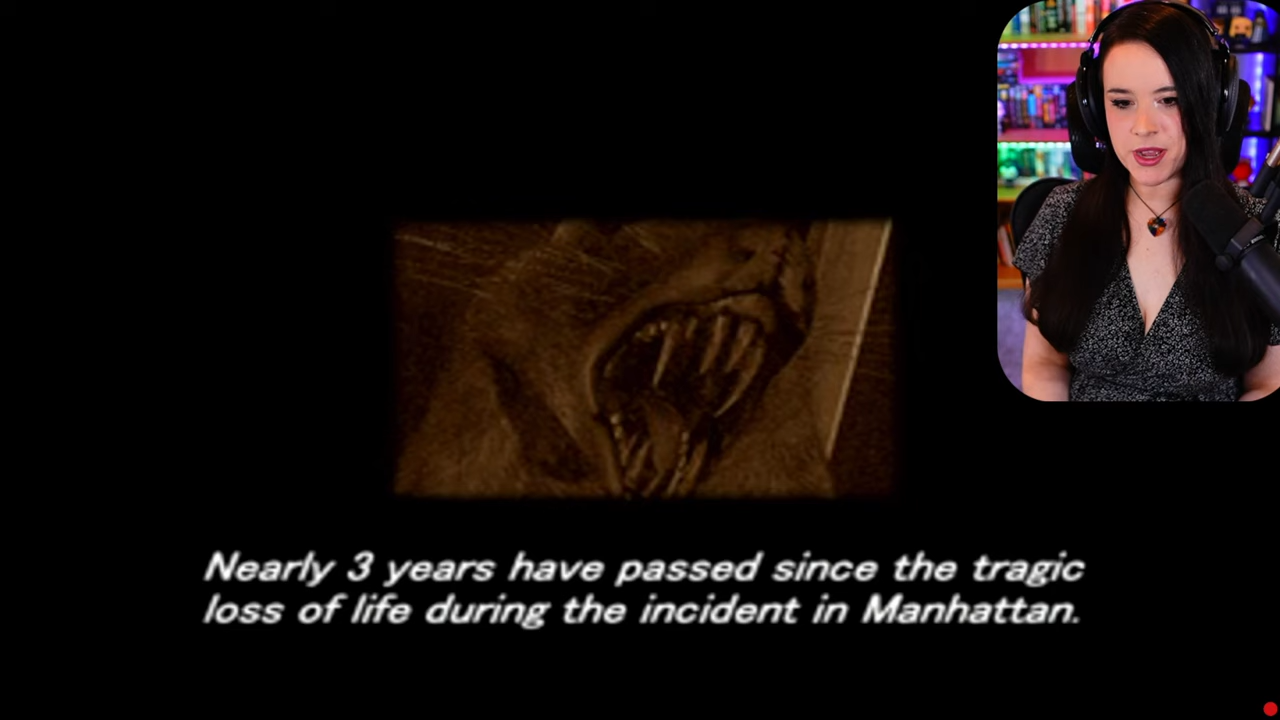 Nearly 3 years have passed since the tragic
loss of life during the incident in Manhattan.